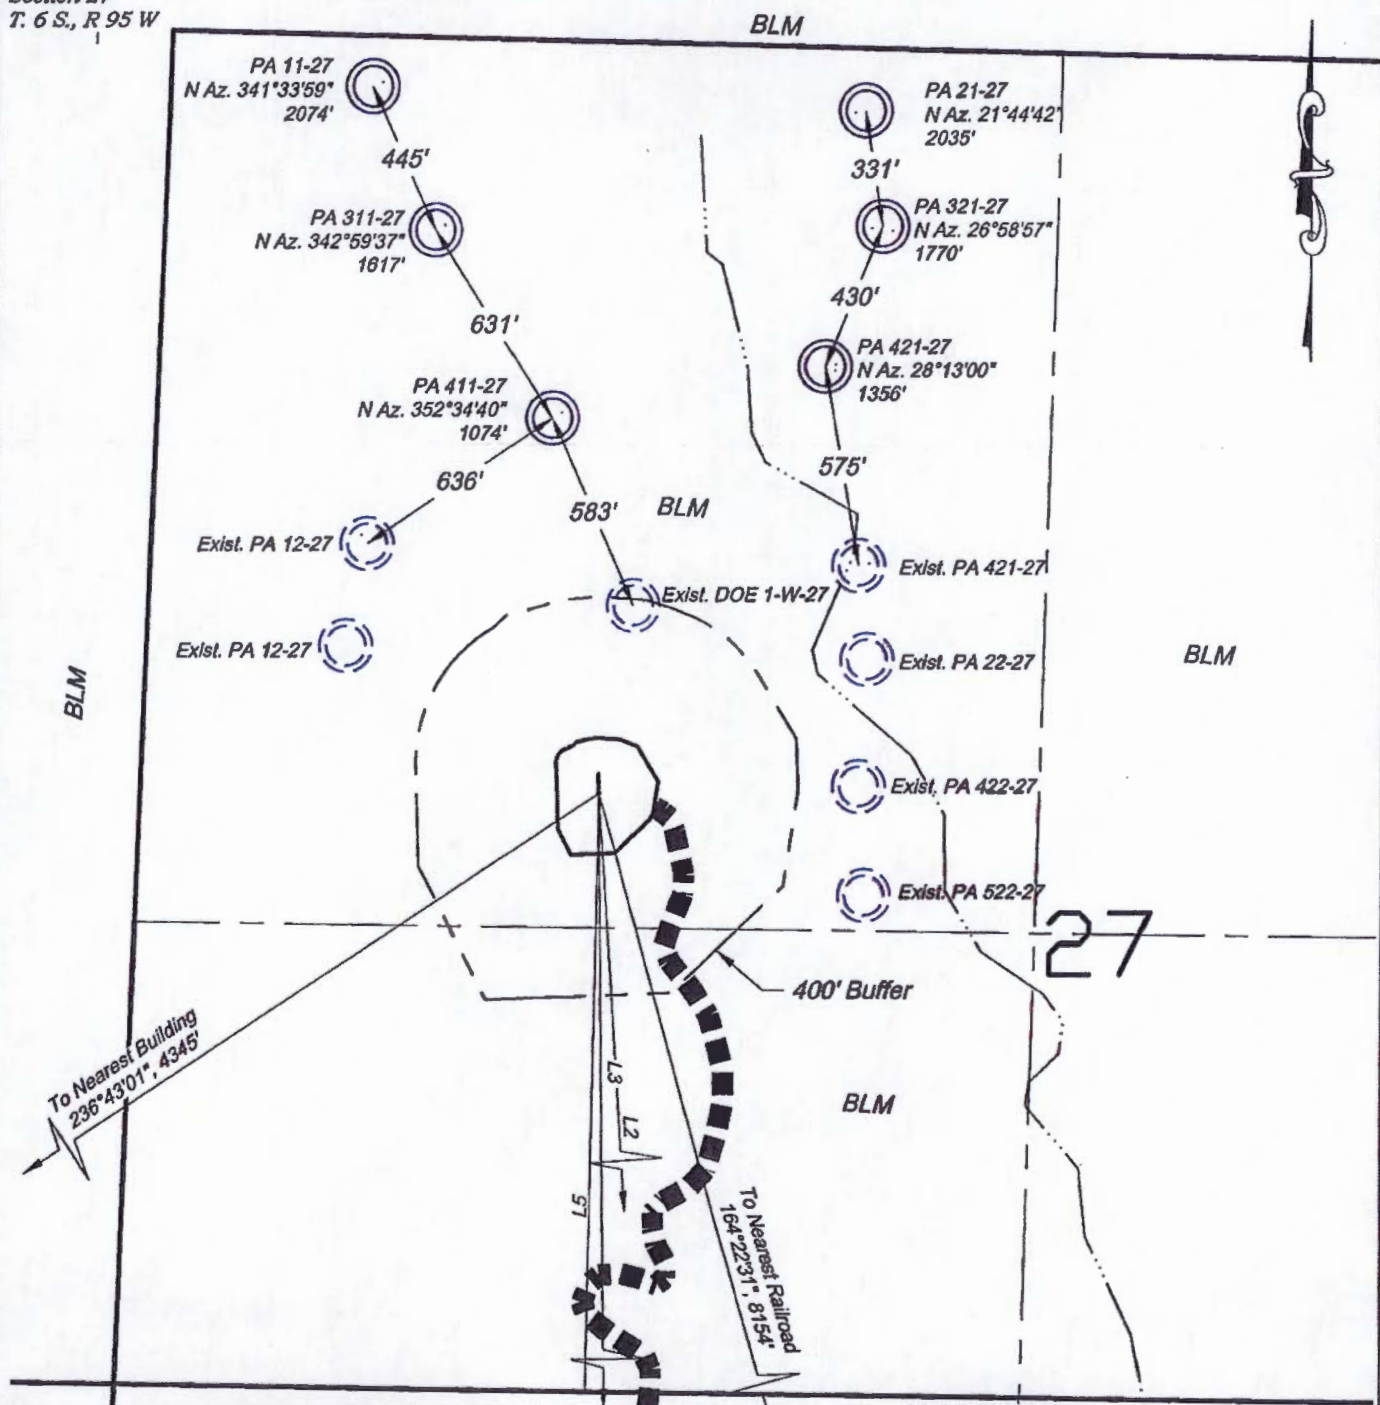 T. 6 S., R 95 W
BLM
PA 11-27
N Az. 341°33'59"
2074'
PA 21-27
N Az. 21°44'42"
2035'
445'
331'
PA 311-27
N Az. 342°59'37"
1617'
PA 321-27
N Az. 26°58'57"
1770'
631'
430'
PA 411-27
N Az. 352°34'40"
1074'
PA 421-27
N Az. 28°13'00"
1356'
636'
583'
BLM
575'
Exist. PA 12-27
Exist. DOE 1-W-27
Exist. PA 421-27
Exist. PA 12-27
Exist. PA 22-27
BLM
BLM
Exist. PA 422-27
Exist. PA 522-27
27
400' Buffer
To Nearest Building
236°43'01", 4345'
L3
L2
BLM
L5
To Nearest Railroad
164°22'31", 8154'